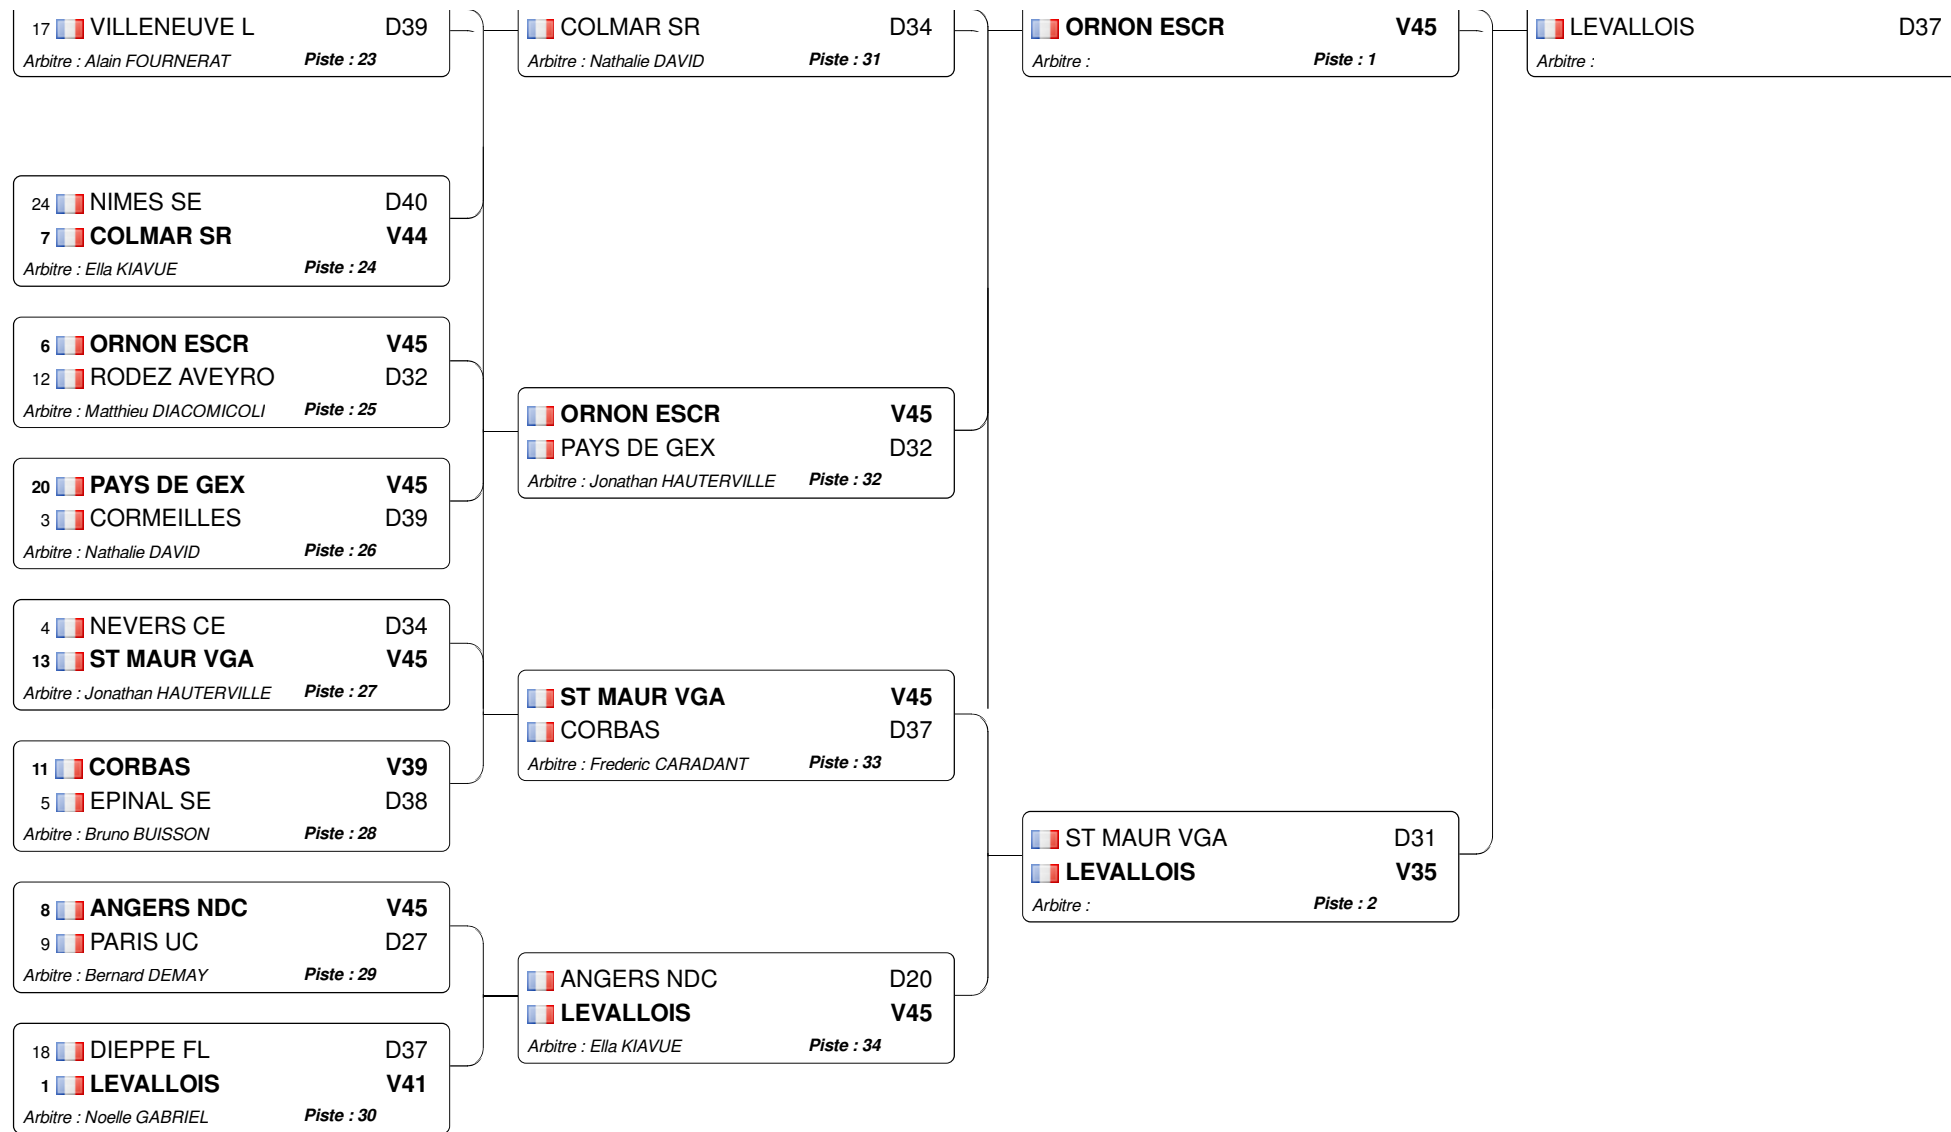 17 VILLENEUVE L D39
Arbitre : Alain FOURNERAT Piste : 23
24 NIMES SE D40
7 COLMAR SR V44
Arbitre : Ella KIAVUE Piste : 24
6 ORNON ESCR V45
12 RODEZ AVEYRO D32
Arbitre : Matthieu DIACOMICOLI Piste : 25
20 PAYS DE GEX V45
3 CORMEILLES D39
Arbitre : Nathalie DAVID Piste : 26
4 NEVERS CE D34
13 ST MAUR VGA V45
Arbitre : Jonathan HAUTERVILLE Piste : 27
11 CORBAS V39
5 EPINAL SE D38
Arbitre : Bruno BUISSON Piste : 28
8 ANGERS NDC V45
9 PARIS UC D27
Arbitre : Bernard DEMAY Piste : 29
18 DIEPPE FL D37
1 LEVALLOIS V41
Arbitre : Noelle GABRIEL Piste : 30
COLMAR SR D34
Arbitre : Nathalie DAVID Piste : 31
ORNON ESCR V45
PAYS DE GEX D32
Arbitre : Jonathan HAUTERVILLE Piste : 32
ST MAUR VGA V45
CORBAS D37
Arbitre : Frederic CARADANT Piste : 33
ANGERS NDC D20
LEVALLOIS V45
Arbitre : Ella KIAVUE Piste : 34
ORNON ESCR V45
Arbitre : Piste : 1
ST MAUR VGA D31
LEVALLOIS V35
Arbitre : Piste : 2
LEVALLOIS D37
Arbitre :